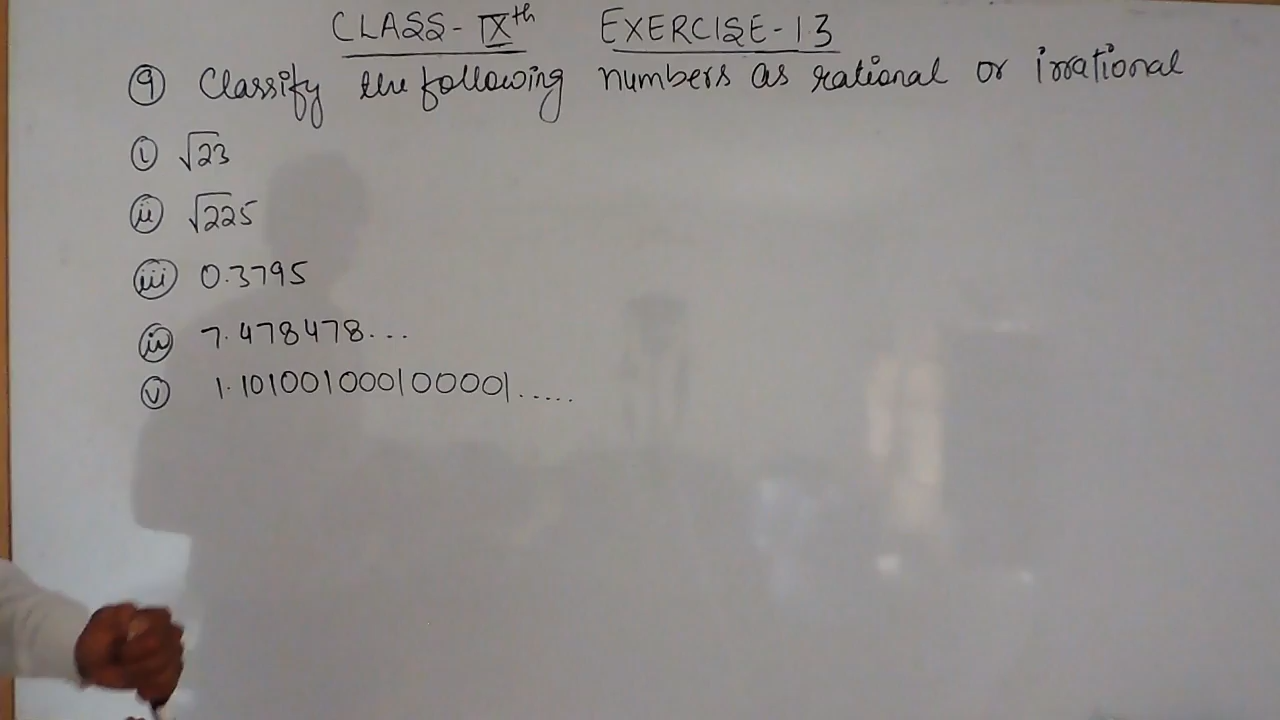 CLASS-IXth EXERCISE-1.3
9 Classify the following numbers as rational or irrational
i √23
ii √225
iii 0.3795
iv 7.478478...
v 1.101001000100001.....